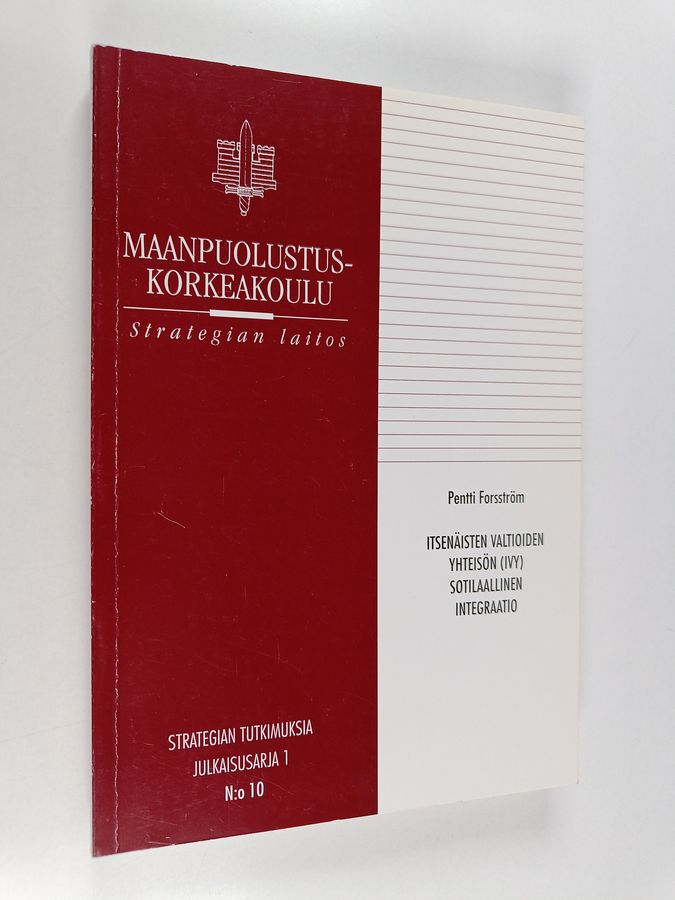 MAANPUOLUSTUS-
KORKEAKOULU
Strategian laitos
Pentti Forsström
ITSENÄISTEN VALTIOIDEN
YHTEISÖN (IVY)
SOTILAALLINEN
INTEGRAATIO
STRATEGIAN TUTKIMUKSIA
JULKAISUSARJA 1
N:o 10